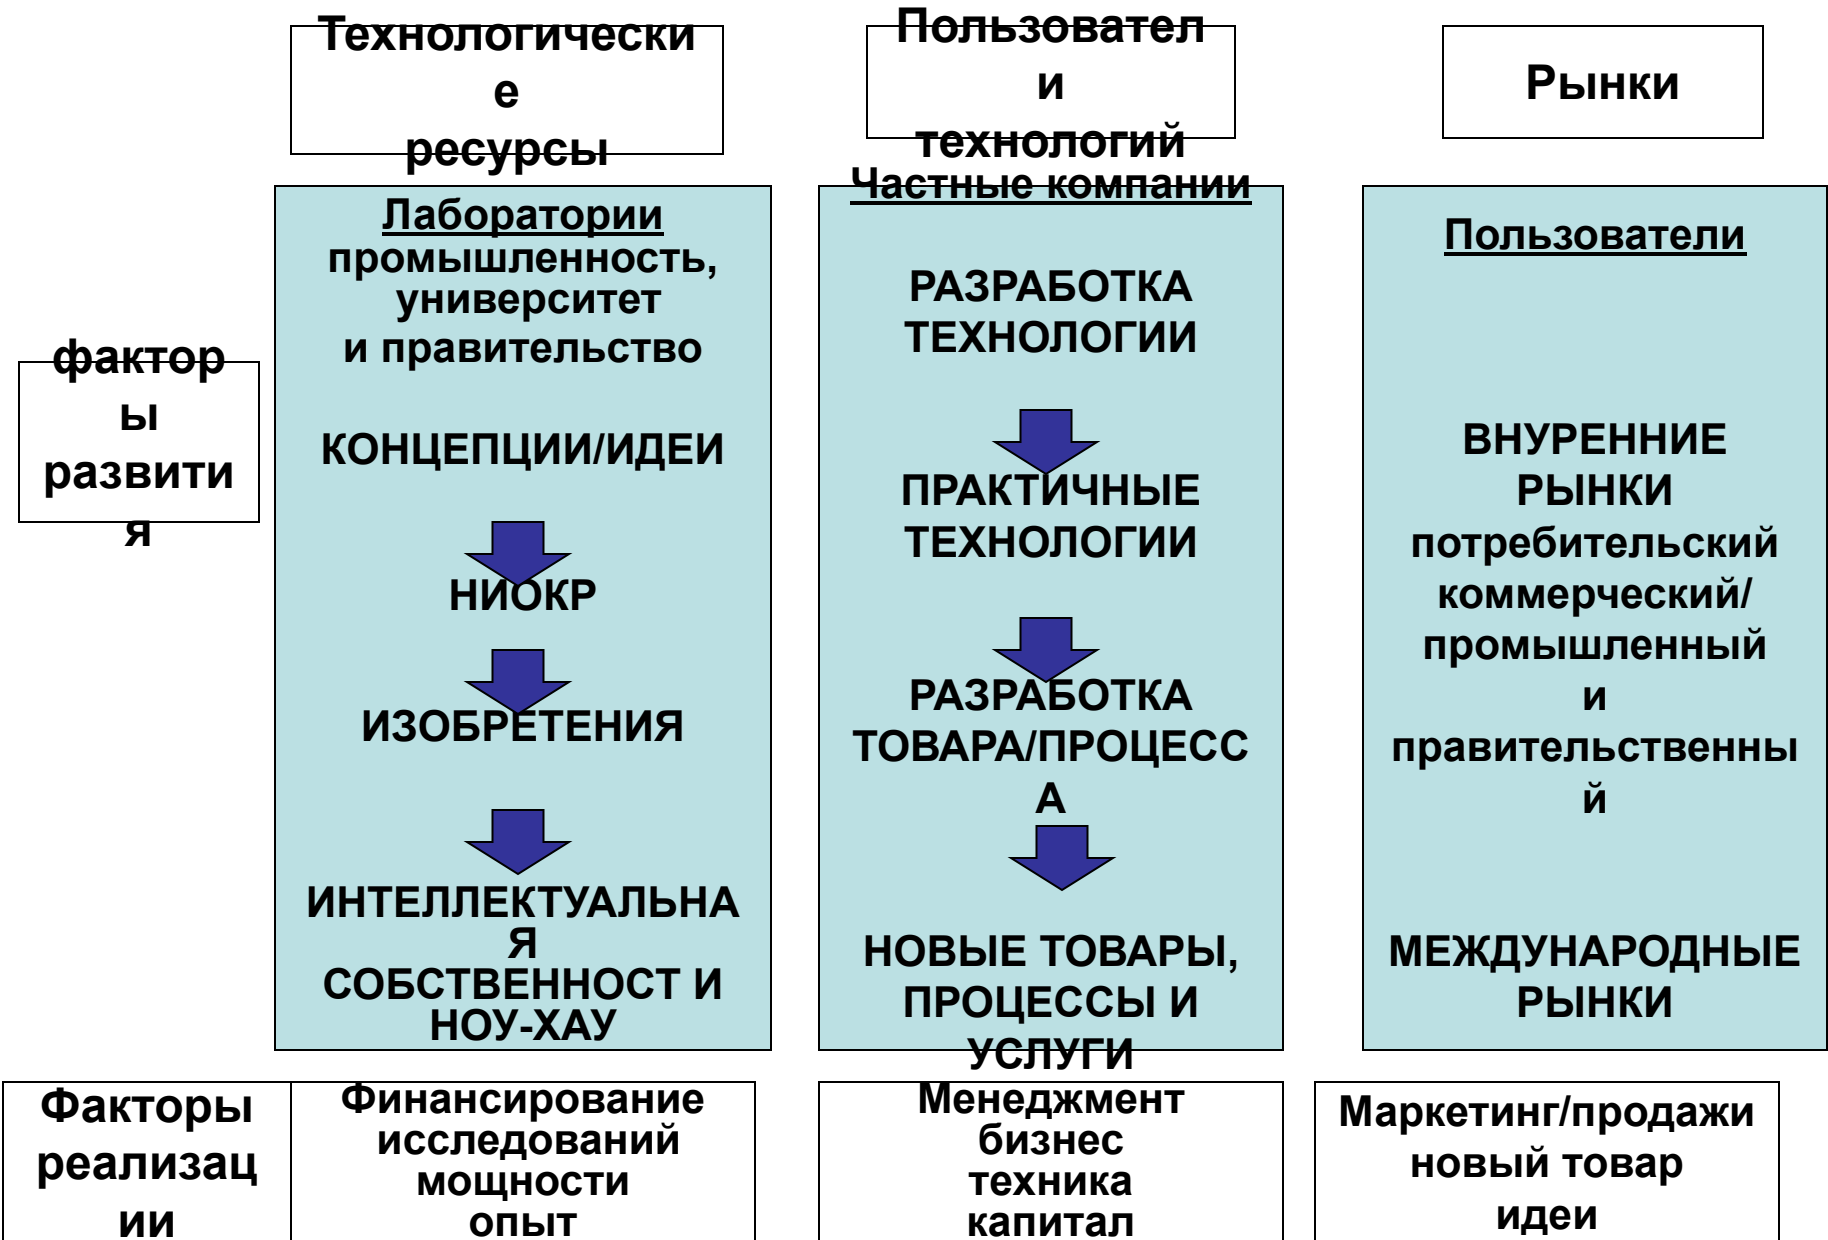 Технологически
е
ресурсы
Пользовател
и
технологий
Рынки
фактор
ы
развити
я
Лаборатории
промышленность,
университет
и правительство
КОНЦЕПЦИИ/ИДЕИ
НИОКР
ИЗОБРЕТЕНИЯ
ИНТЕЛЛЕКТУАЛЬНА
Я
СОБСТВЕННОСТ И
НОУ-ХАУ
Частные компании
РАЗРАБОТКА
ТЕХНОЛОГИИ
ПРАКТИЧНЫЕ
ТЕХНОЛОГИИ
РАЗРАБОТКА
ТОВАРА/ПРОЦЕСС
А
НОВЫЕ ТОВАРЫ,
ПРОЦЕССЫ И
УСЛУГИ
Пользователи
ВНУРЕННИЕ
РЫНКИ
потребительский
коммерческий/
промышленный
и
правительственны
й
МЕЖДУНАРОДНЫЕ
РЫНКИ
Факторы
реализац
ии
Финансирование
исследований
мощности
опыт
Менеджмент
бизнес
техника
капитал
Маркетинг/продажи
новый товар
идеи